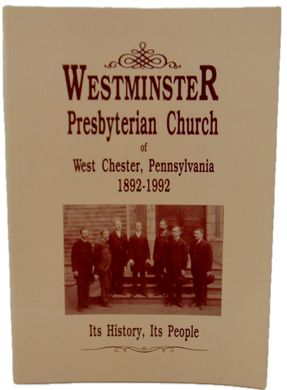 WESTMINSTER
Presbyterian Church
of
West Chester, Pennsylvania
1892-1992
Its History, Its People